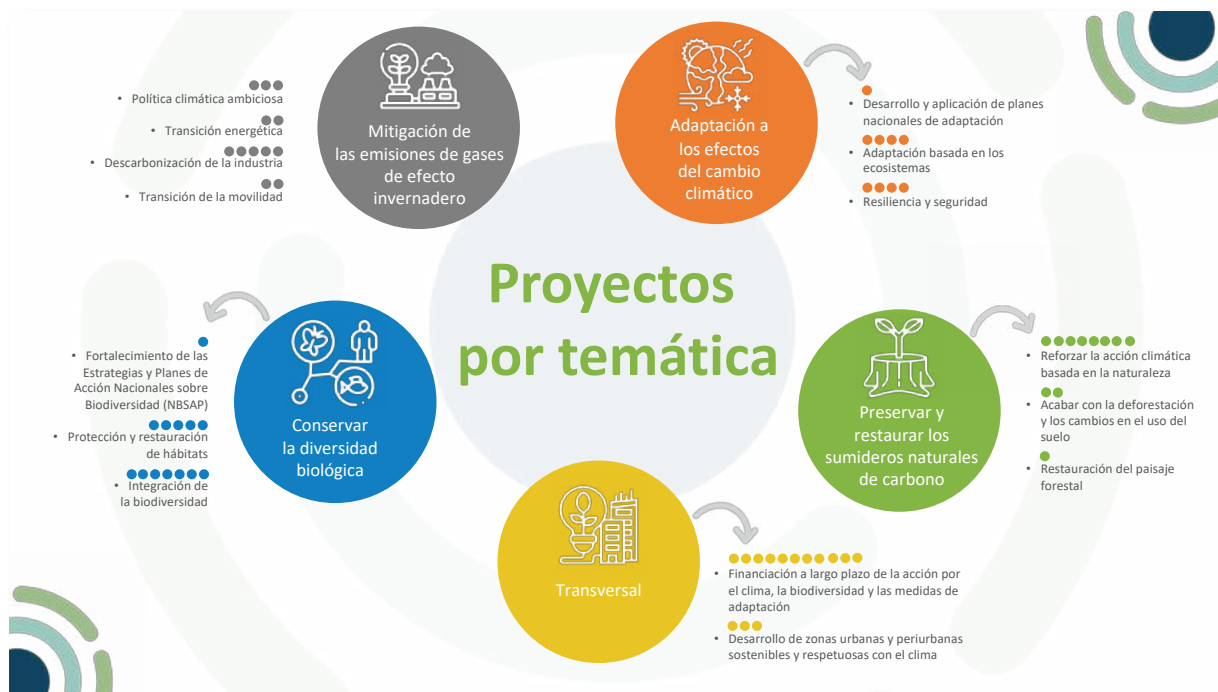 Proyectos
por temática
Mitigación de
las emisiones de gases
de efecto
invernadero
• Política climática ambiciosa
• Transición energética
• Descarbonización de la industria
• Transición de la movilidad
Adaptación a
los efectos
del cambio
climático
• Desarrollo y aplicación de planes
nacionales de adaptación
• Adaptación basada en los
ecosistemas
• Resiliencia y seguridad
Conservar
la diversidad
biológica
• Fortalecimiento de las
Estrategias y Planes de
Acción Nacionales sobre
Biodiversidad (NBSAP)
• Protección y restauración
de hábitats
• Integración de
la biodiversidad
Preservar y
restaurar los
sumideros naturales
de carbono
• Reforzar la acción climática
basada en la naturaleza
• Acabar con la deforestación
y los cambios en el uso del
suelo
• Restauración del paisaje
forestal
Transversal
• Financiación a largo plazo de la acción por
el clima, la biodiversidad y las medidas de
adaptación
• Desarrollo de zonas urbanas y periurbanas
sostenibles y respetuosas con el clima